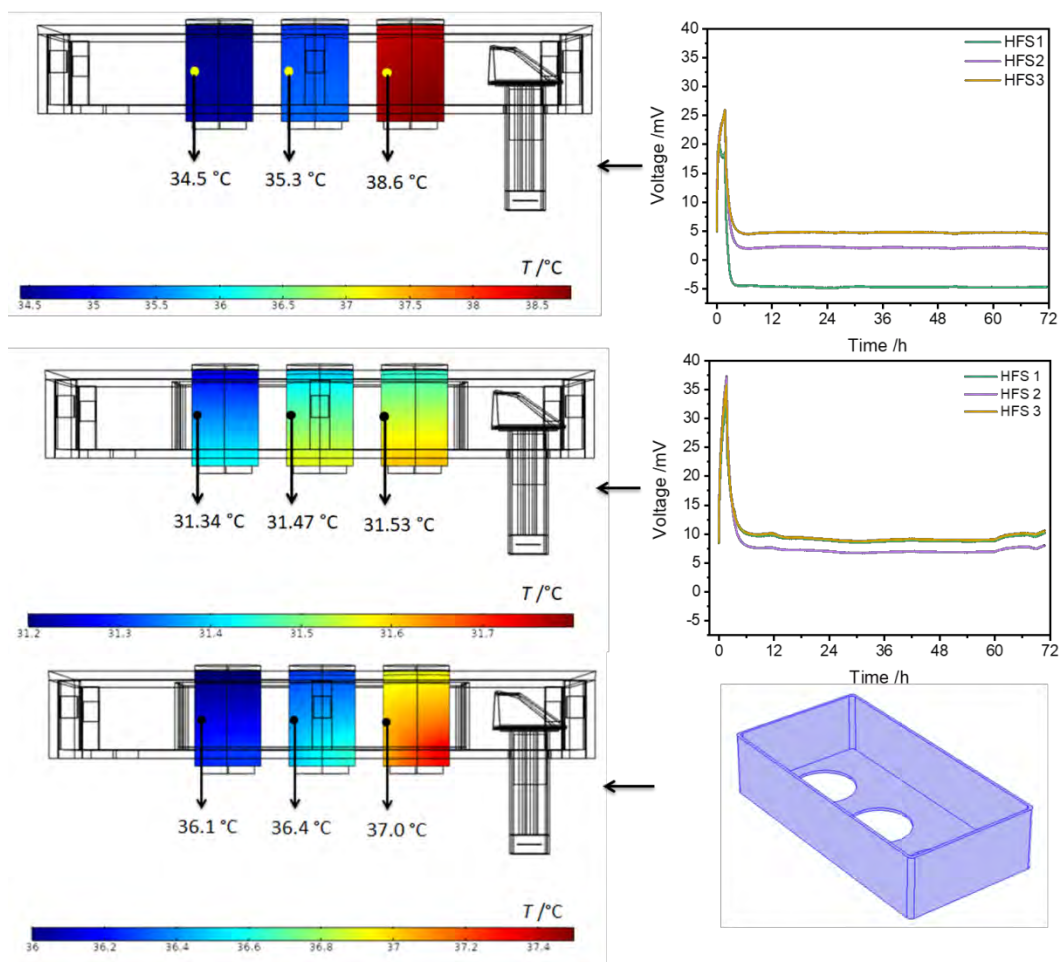 34.5 °C
35.3 °C
38.6 °C
T /°C
34.5 35 35.5 36 36.5 37 37.5 38 38.5
40
35
30
25
20
15
10
5
0
-5
Voltage /mV
HFS1
HFS2
HFS3
0 12 24 36 48 60 72
Time /h
31.34 °C
31.47 °C
31.53 °C
T /°C
31.2 31.3 31.4 31.5 31.6 31.7
40
35
30
25
20
15
10
5
0
-5
Voltage /mV
HFS 1
HFS 2
HFS 3
0 12 24 36 48 60 72
Time /h
36.1 °C
36.4 °C
37.0 °C
T /°C
36 36.2 36.4 36.6 36.8 37 37.2 37.4